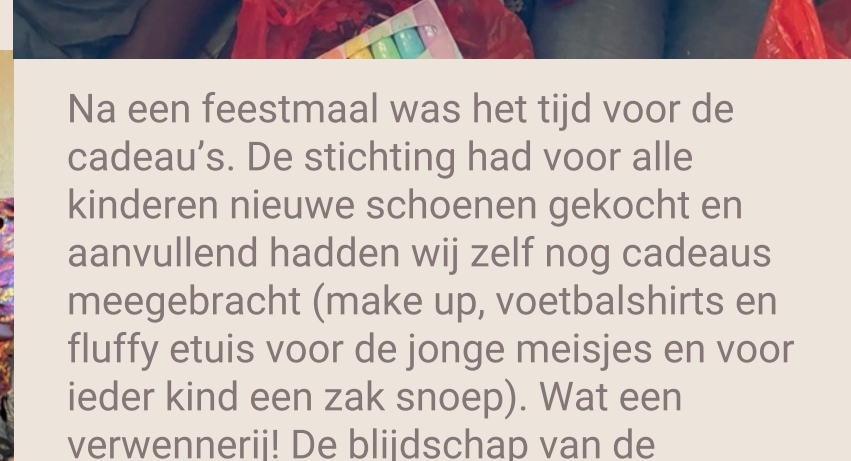 Na een feestmaal was het tijd voor de
cadeau’s. De stichting had voor alle
kinderen nieuwe schoenen gekocht en
aanvullend hadden wij zelf nog cadeaus
meegebracht (make up, voetbalshirts en
fluffy etuis voor de jonge meisjes en voor
ieder kind een zak snoep). Wat een
verwennerij! De blijdschap van de